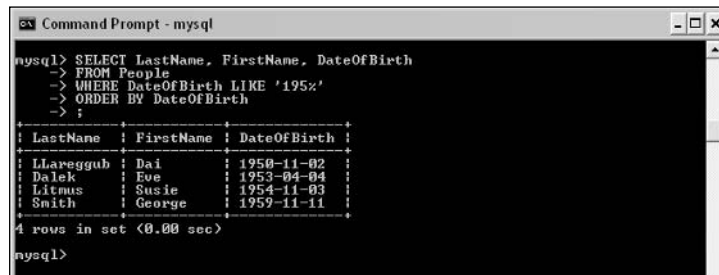 Command Prompt - mysql
mysql> SELECT LastName, FirstName, DateOfBirth
-> FROM People
-> WHERE DateOfBirth LIKE '195%'
-> ORDER BY DateOfBirth
-> ;
+-----------+-----------+-------------+
| LastName | FirstName | DateOfBirth |
+-----------+-----------+-------------+
| LLareggub | Dai | 1950-11-02 |
| Dalek | Eve | 1953-04-04 |
| Litmus | Susie | 1954-11-03 |
| Smith | George | 1959-11-11 |
+-----------+-----------+-------------+
4 rows in set (0.00 sec)
mysql>